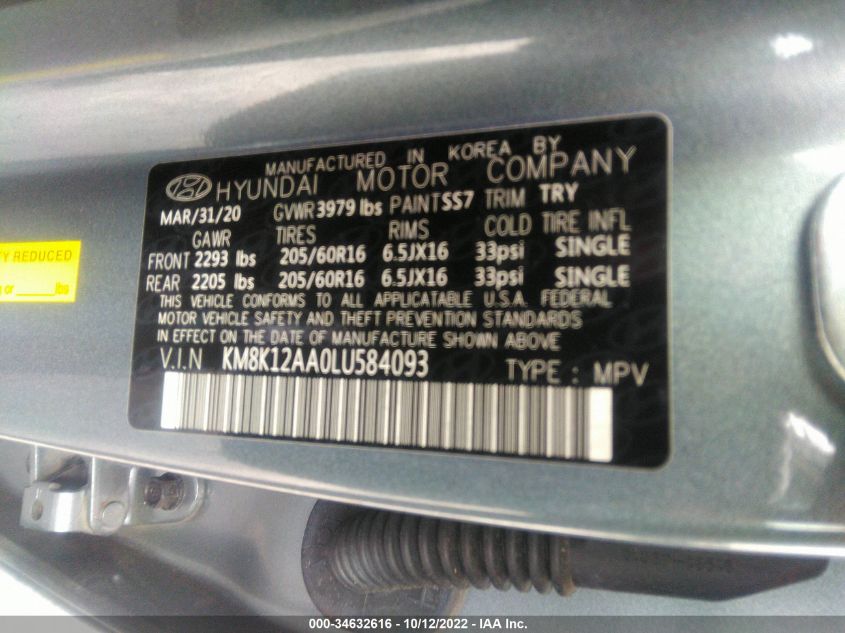 MANUFACTURED IN KOREA BY
HYUNDAI MOTOR COMPANY
MAR/31/20 GVWR 3979 lbs PAINT SS7 TRIM TRY
GAWR TIRES RIMS COLD TIRE INFL
FRONT 2293 lbs 205/60R16 6.5JX16 33psi SINGLE
REAR 2205 lbs 205/60R16 6.5JX16 33psi SINGLE
THIS VEHICLE CONFORMS TO ALL APPLICATABLE U.S.A. FEDERAL
MOTOR VEHICLE SAFETY AND THEFT PREVENTION STANDARDS
IN EFFECT ON THE DATE OF MANUFACTURE SHOWN ABOVE
V.I.N KM8K12AA0LU584093 TYPE : MPV
TY REDUCED
or ______lbs
000-34632616 - 10/12/2022 - IAA Inc.